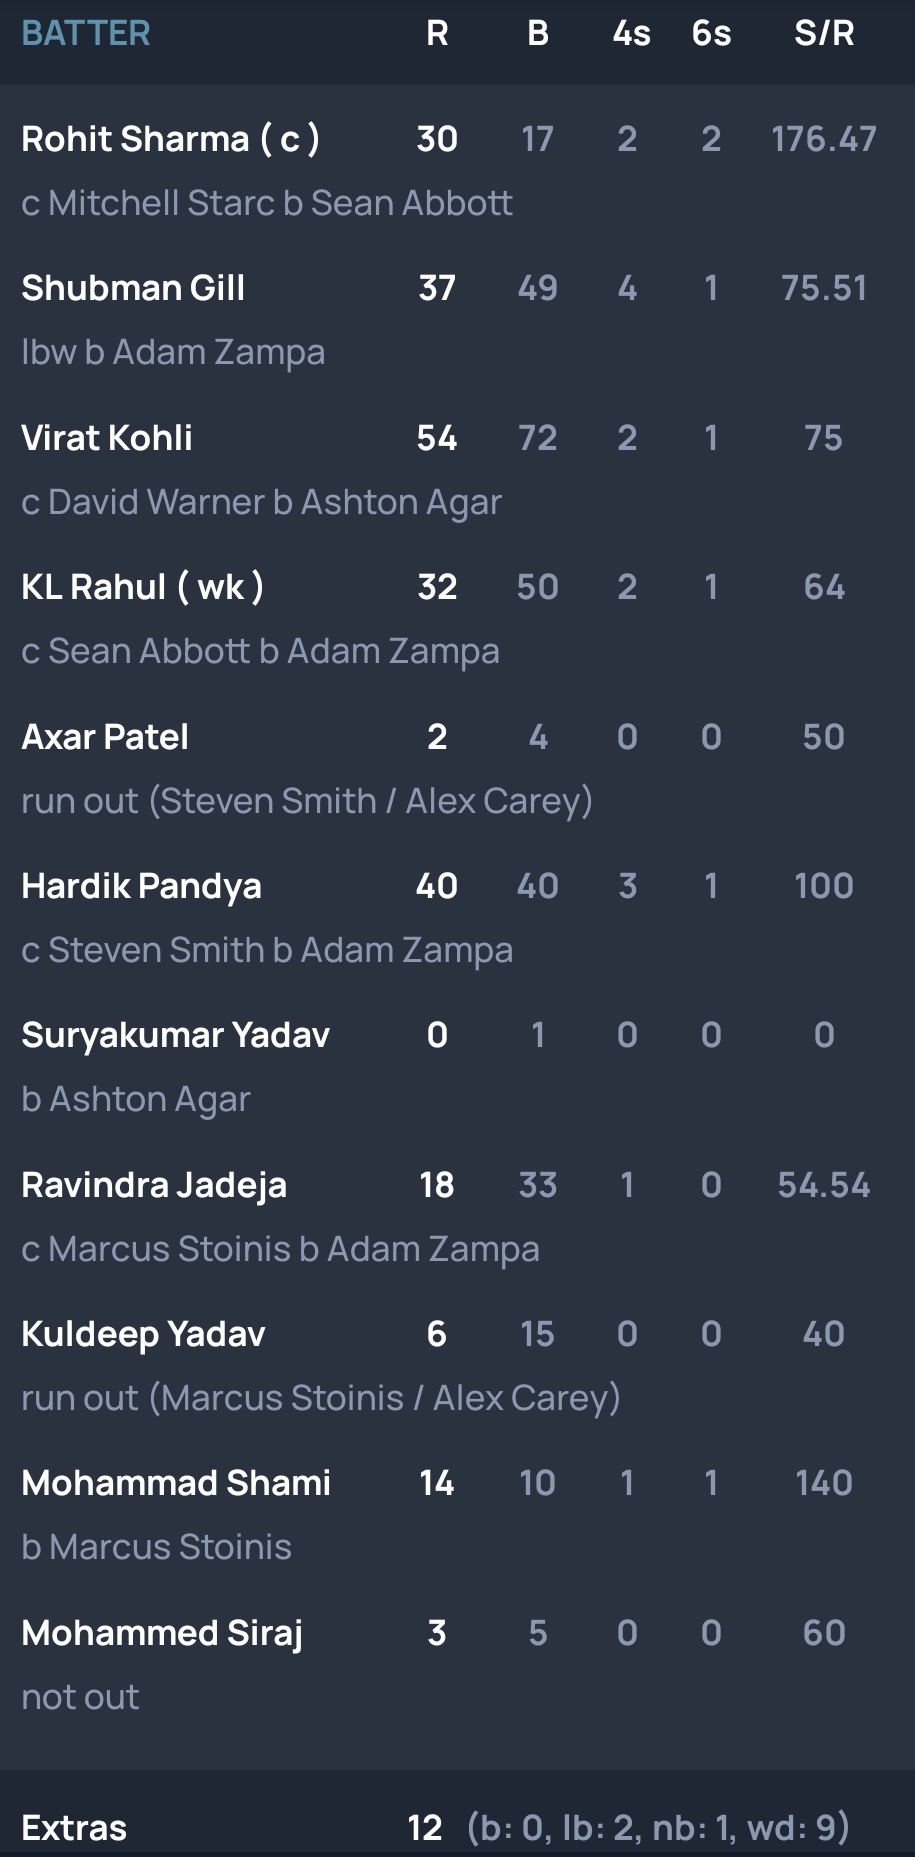 BATTER R B 4s 6s S/R
Rohit Sharma ( c ) 30 17 2 2 176.47
c Mitchell Starc b Sean Abbott
Shubman Gill 37 49 4 1 75.51
lbw b Adam Zampa
Virat Kohli 54 72 2 1 75
c David Warner b Ashton Agar
KL Rahul ( wk ) 32 50 2 1 64
c Sean Abbott b Adam Zampa
Axar Patel 2 4 0 0 50
run out (Steven Smith / Alex Carey)
Hardik Pandya 40 40 3 1 100
c Steven Smith b Adam Zampa
Suryakumar Yadav 0 1 0 0 0
b Ashton Agar
Ravindra Jadeja 18 33 1 0 54.54
c Marcus Stoinis b Adam Zampa
Kuldeep Yadav 6 15 0 0 40
run out (Marcus Stoinis / Alex Carey)
Mohammad Shami 14 10 1 1 140
b Marcus Stoinis
Mohammed Siraj 3 5 0 0 60
not out
Extras 12 (b: 0, lb: 2, nb: 1, wd: 9)